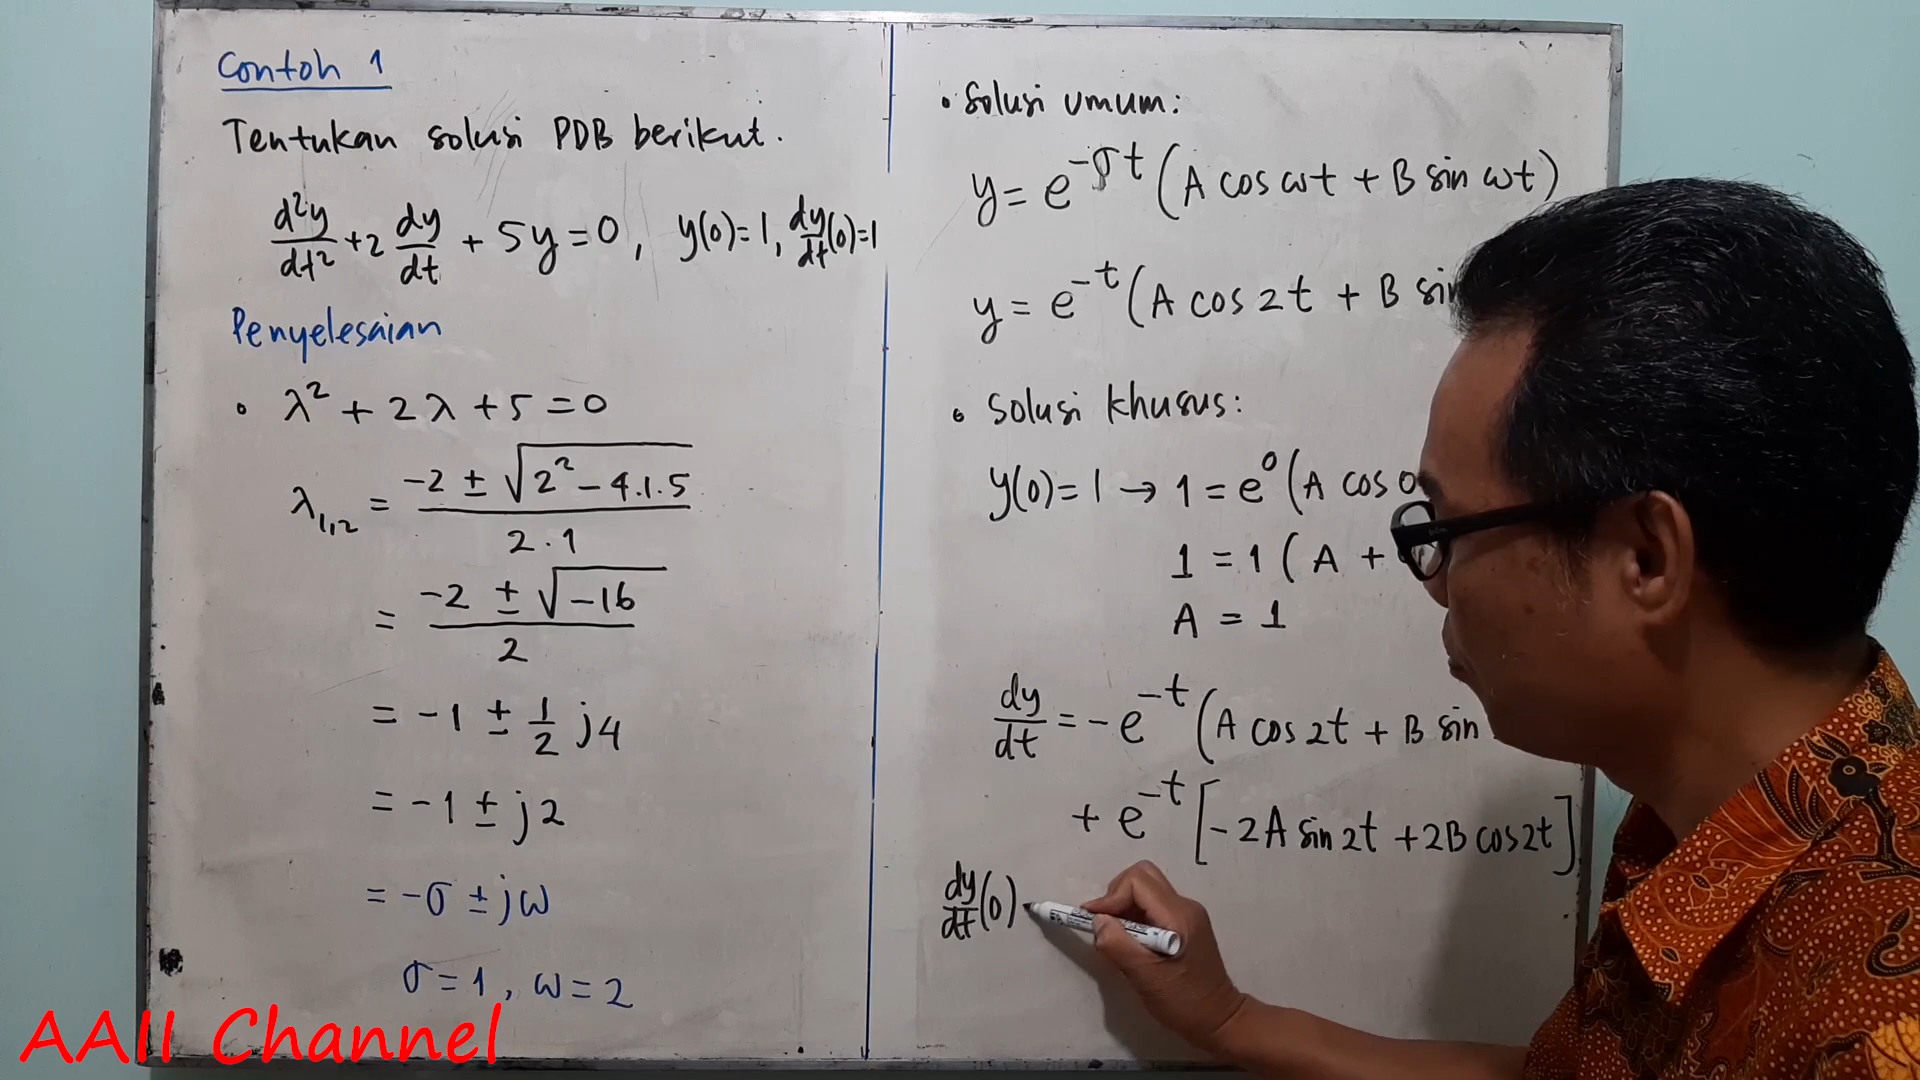 Contoh 1
Tentukan solusi PDB berikut.
d²y/dt² + 2 dy/dt + 5y = 0, y(0) = 1, dy/dt(0) = 1
Penyelesaian
• λ² + 2λ + 5 = 0
λ₁,₂ = (-2 ± √(2² - 4.1.5)) / (2 . 1)
= (-2 ± √-16) / 2
= -1 ± 1/2 j4
= -1 ± j2
= -σ ± jω
σ = 1, ω = 2
• Solusi umum:
y = e^-σt (A cos ωt + B sin ωt)
y = e^-t (A cos 2t + B sin
• Solusi khusus:
y(0) = 1 → 1 = e⁰ (A cos 0
1 = 1 ( A +
A = 1
dy/dt = - e^-t (A cos 2t + B sin
+ e^-t [-2A sin 2t + 2B cos 2t]
dy/dt(0)
AAII Channel